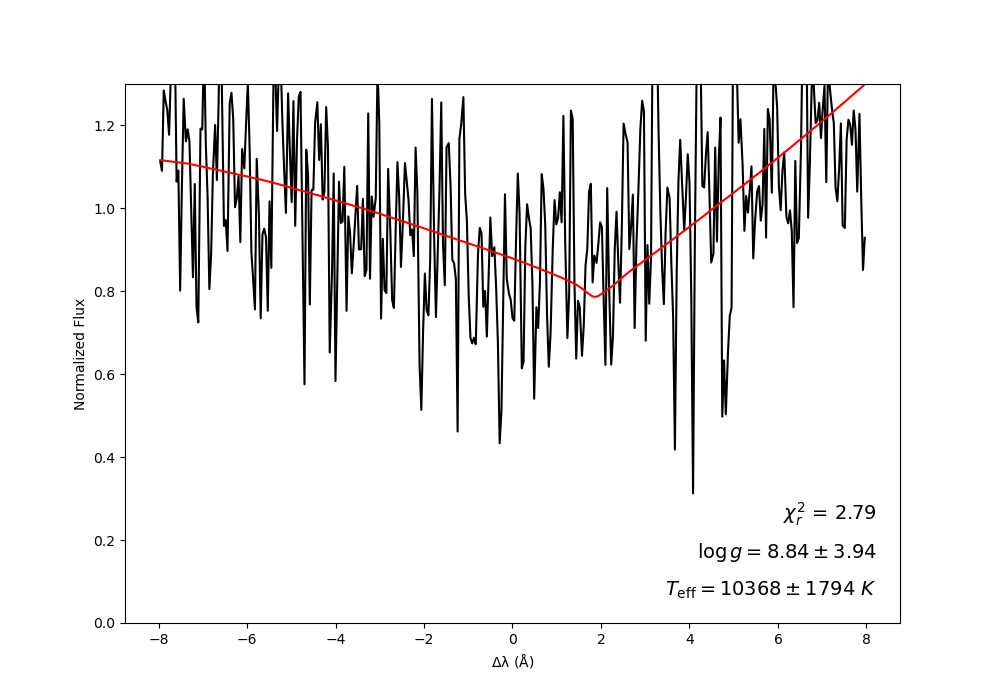 1.2
1.0
0.8
0.6
0.4
0.2
0.0
Normalized Flux
χ²ᵣ = 2.79
log g = 8.84 ± 3.94
T_eff = 10368 ± 1794 K
−8 −6 −4 −2 0 2 4 6 8
Δλ (Å)